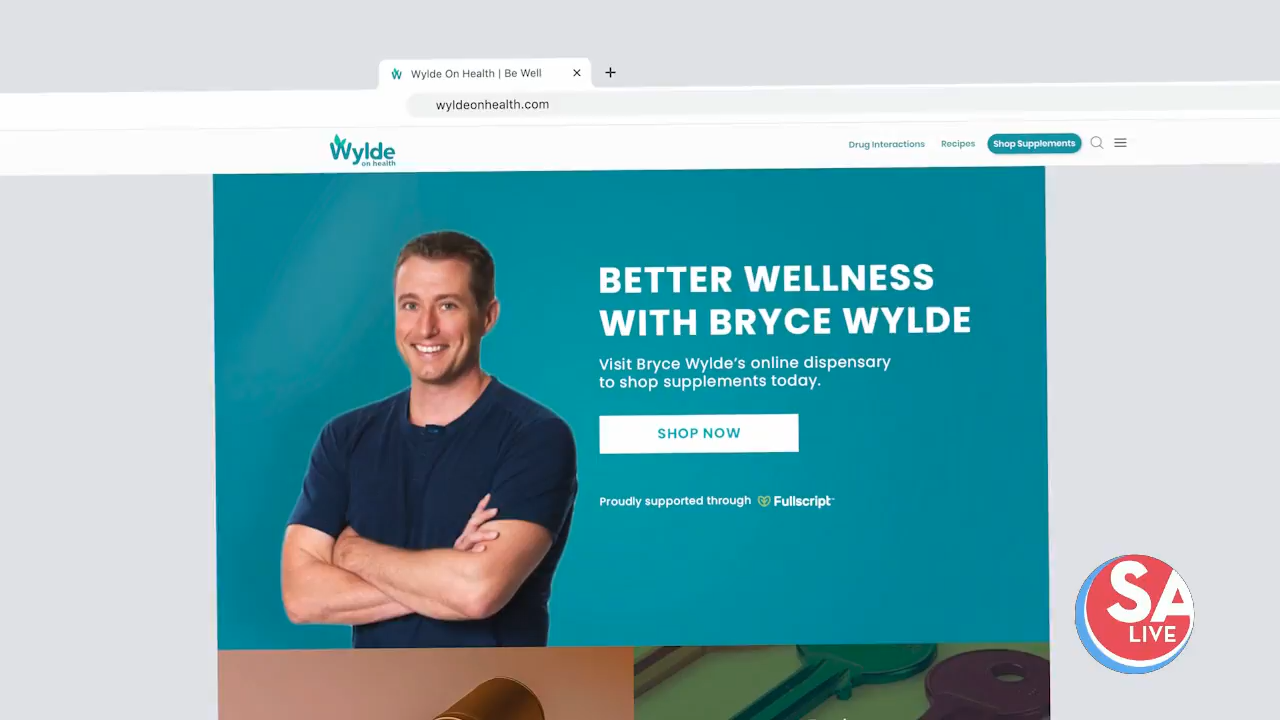 Wylde On Health | Be Well
wyldeonhealth.com
Wylde
on health
Drug Interactions
Recipes
Shop Supplements
BETTER WELLNESS
WITH BRYCE WYLDE
Visit Bryce Wylde's online dispensary
to shop supplements today.
SHOP NOW
Proudly supported through Fullscript
SA
LIVE